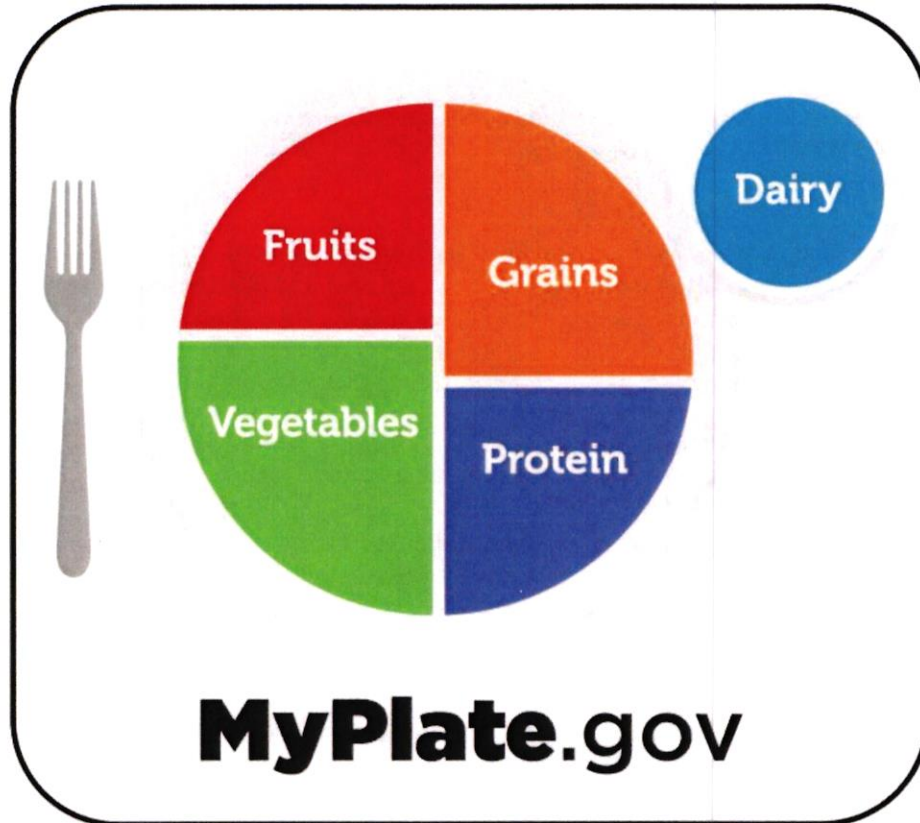 Fruits
Grains
Dairy
Vegetables
Protein
MyPlate.gov